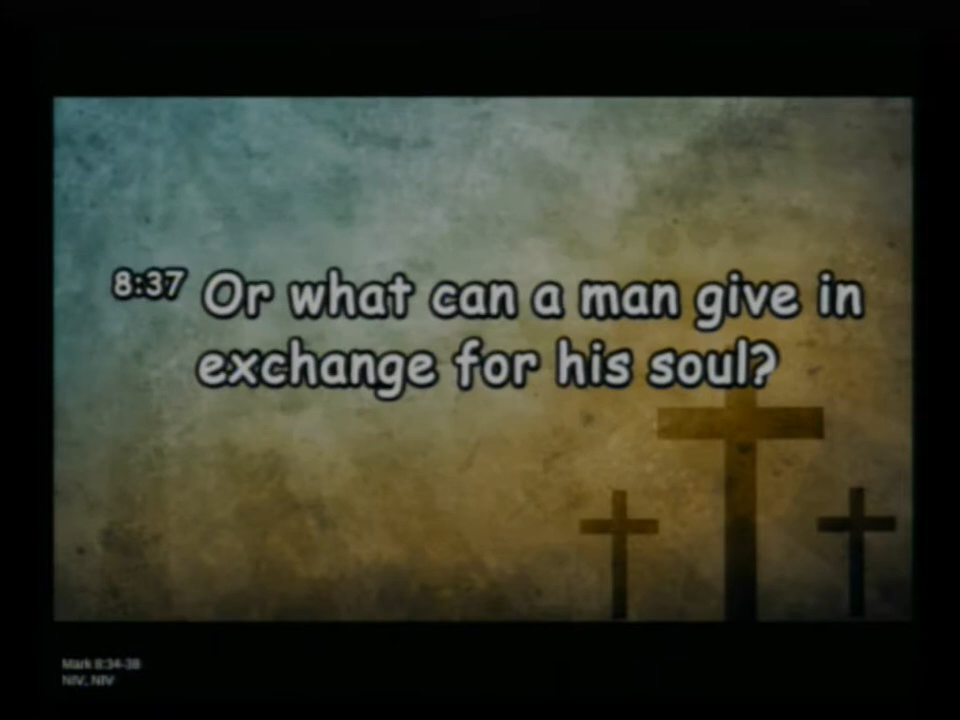 8:37 Or what can a man give in
exchange for his soul?
Mark 8:34-38
NIV, NIV